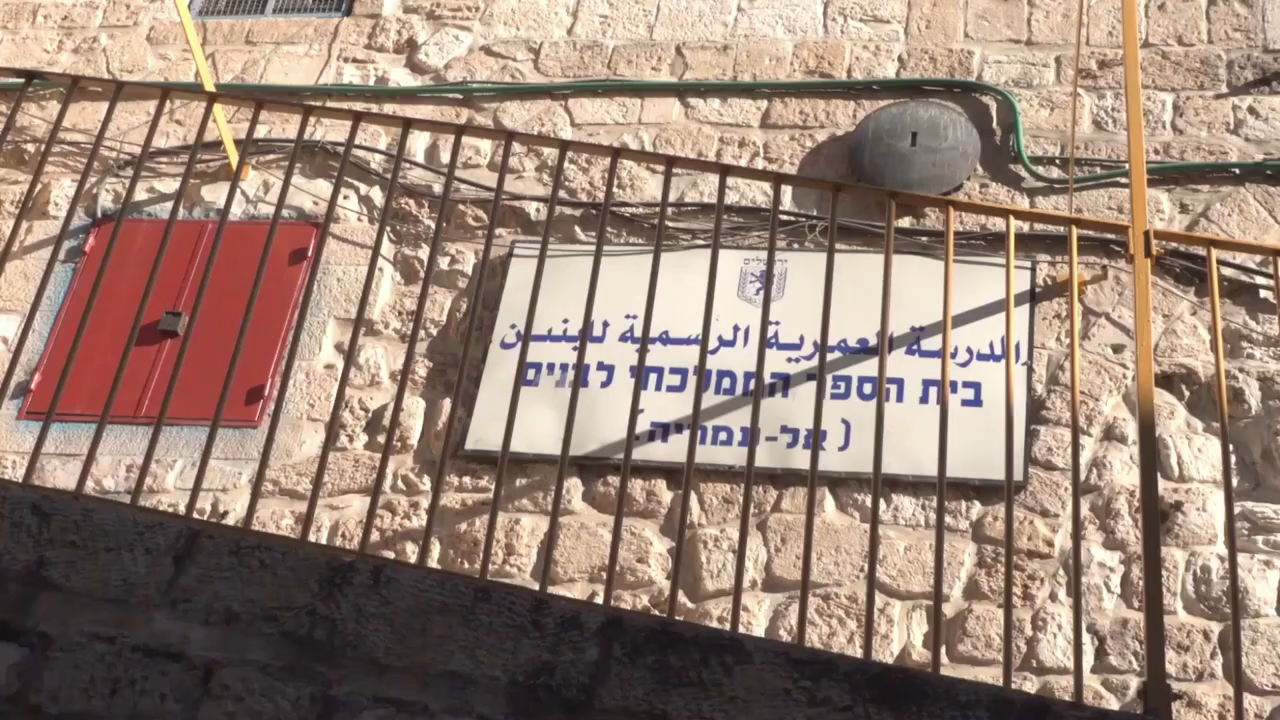 ירושלים
المدرسة العمرية الرسمية للبنين
בית הספר הממלכתי לבנים
(אל-עמריה)